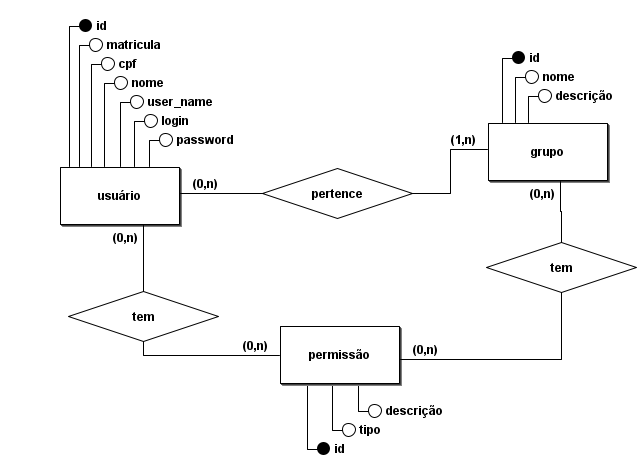 id
matricula
cpf
nome
user_name
login
password
usuário
(0,n)
pertence
(1,n)
id
nome
descrição
grupo
(0,n)
(0,n)
tem
tem
(0,n)
permissão
(0,n)
descrição
tipo
id